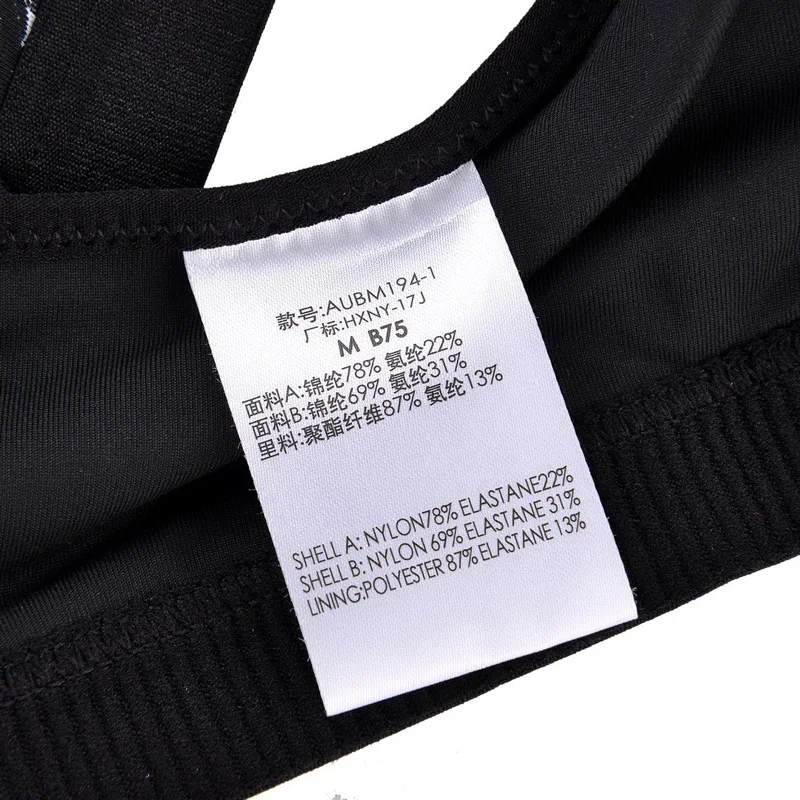 款号:AUBM194-1
厂标:HXNY-17J
M B75
面料A:锦纶78% 氨纶22%
面料B:锦纶69% 氨纶31%
里料:聚酯纤维87% 氨纶13%
SHELL A: NYLON78% ELASTANE22%
SHELL B: NYLON 69% ELASTANE 31%
LINING:POLYESTER 87% ELASTANE 13%